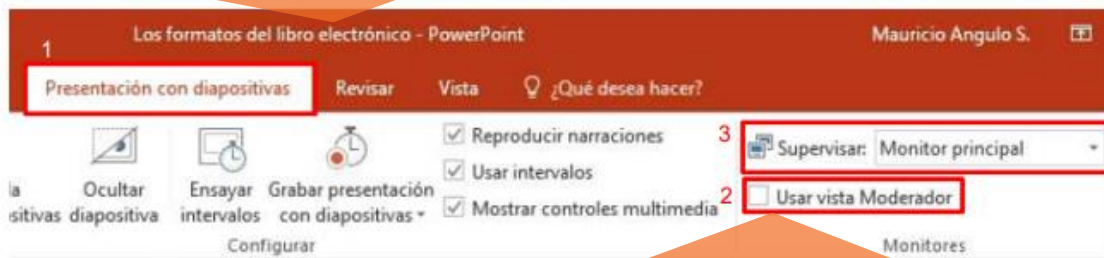 Los formatos del libro electrónico - PowerPoint Mauricio Angulo S.
1
Presentación con diapositivas Revisar Vista ¿Qué desea hacer?
Reproducir narraciones
3 Supervisar: Monitor principal
Usar intervalos
la Ocultar Ensayar Grabar presentación
2 Usar vista Moderador
sitivas diapositiva intervalos con diapositivas
Mostrar controles multimedia
Configurar Monitores